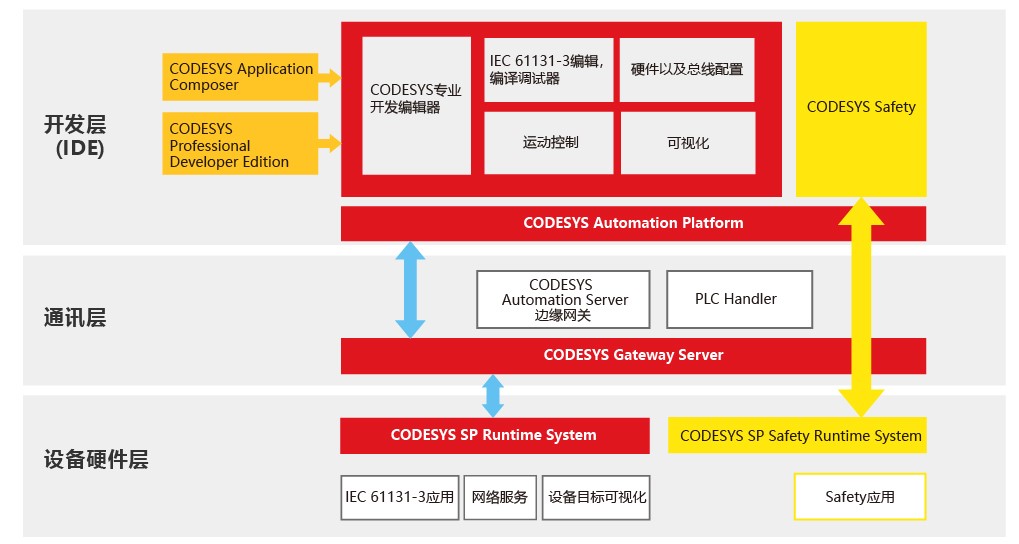 开发层
(IDE)
CODESYS Application
Composer
CODESYS
Professional
Developer Edition
CODESYS专业
开发编辑器
IEC 61131-3编辑,
编译调试器
硬件以及总线配置
运动控制
可视化
CODESYS Safety
CODESYS Automation Platform
通讯层
CODESYS
Automation Server
边缘网关
PLC Handler
CODESYS Gateway Server
设备硬件层
CODESYS SP Runtime System
CODESYS SP Safety Runtime System
IEC 61131-3应用
网络服务
设备目标可视化
Safety应用